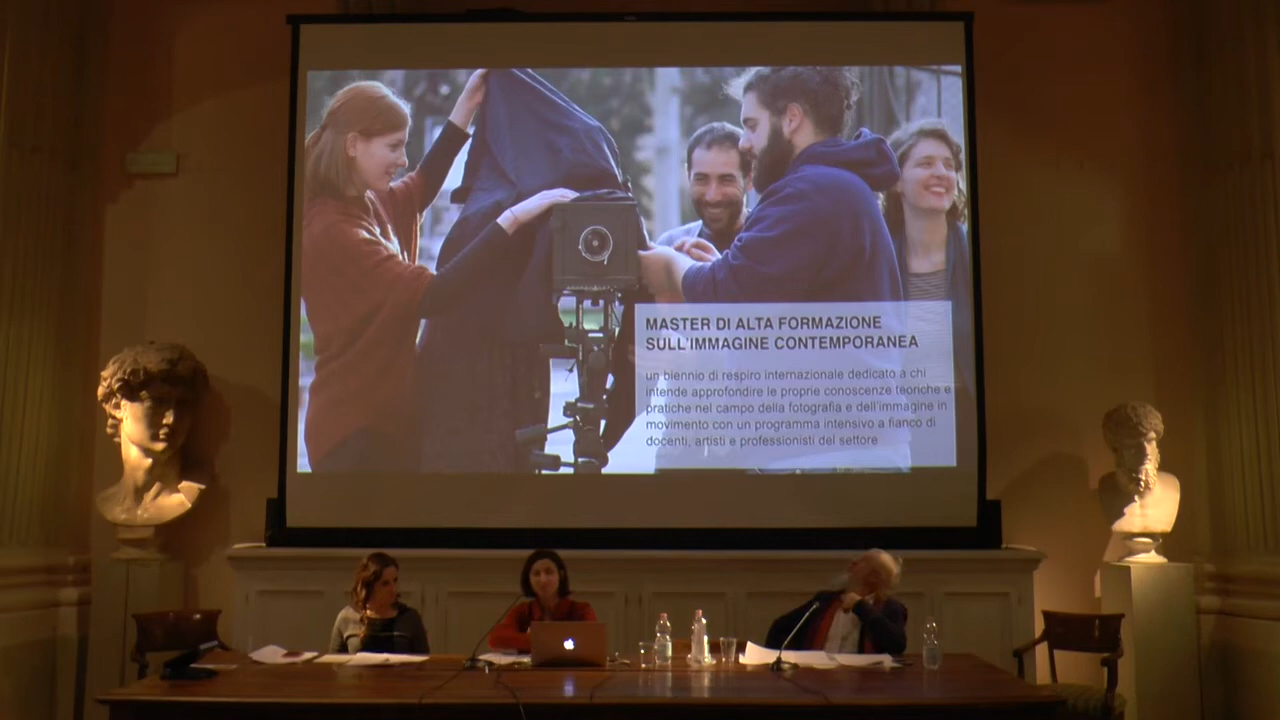 MASTER DI ALTA FORMAZIONE
SULL'IMMAGINE CONTEMPORANEA
un biennio di respiro internazionale dedicato a chi
intende approfondire le proprie conoscenze teoriche e
pratiche nel campo della fotografia e dell'immagine in
movimento con un programma intensivo a fianco di
docenti, artisti e professionisti del settore